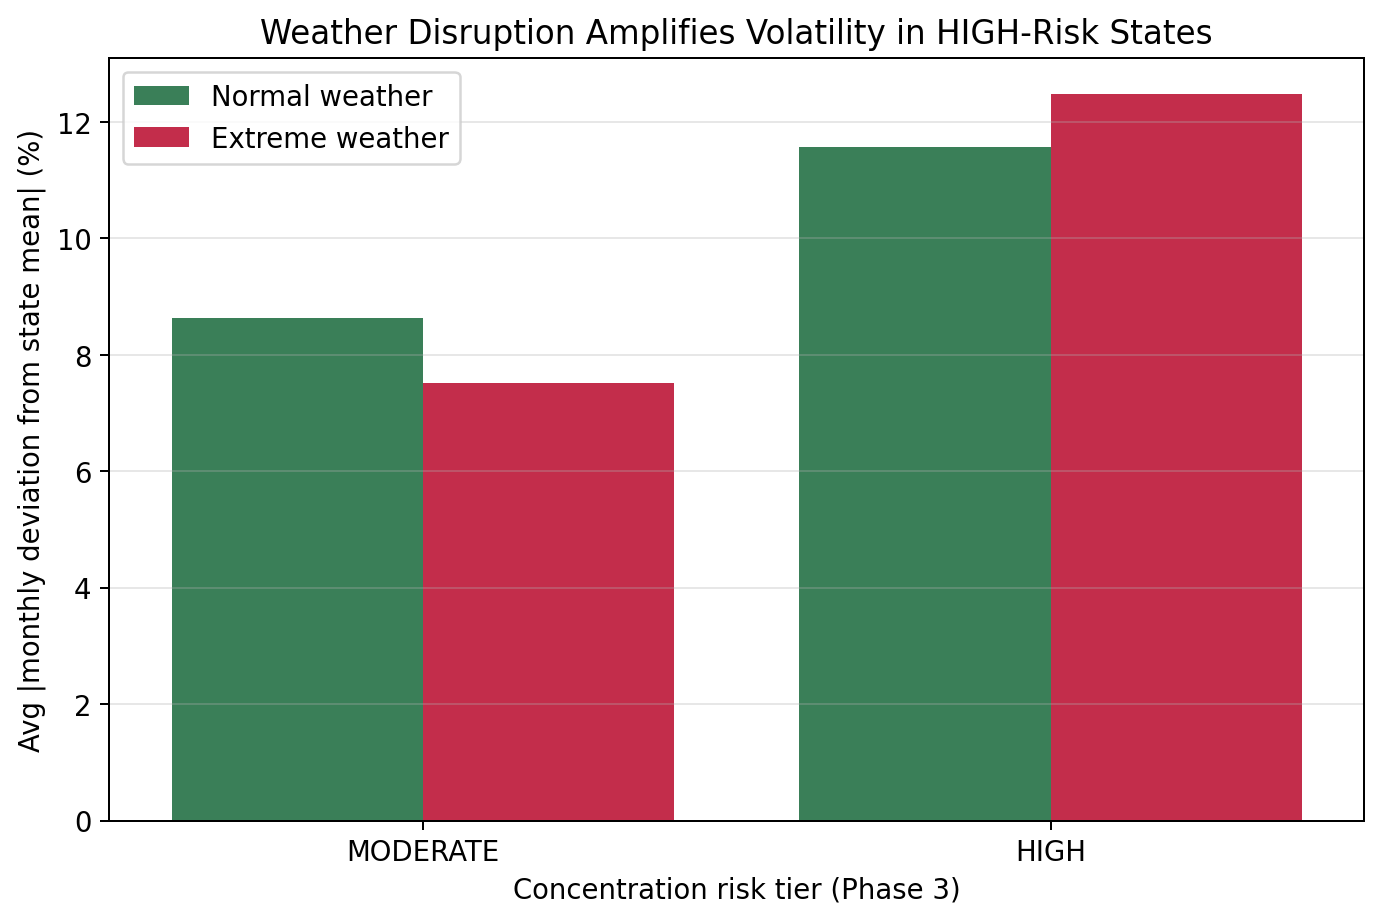 Weather Disruption Amplifies Volatility in HIGH-Risk States
Normal weather
Extreme weather
Avg |monthly deviation from state mean| (%)
12
10
8
6
4
2
0
MODERATE
HIGH
Concentration risk tier (Phase 3)